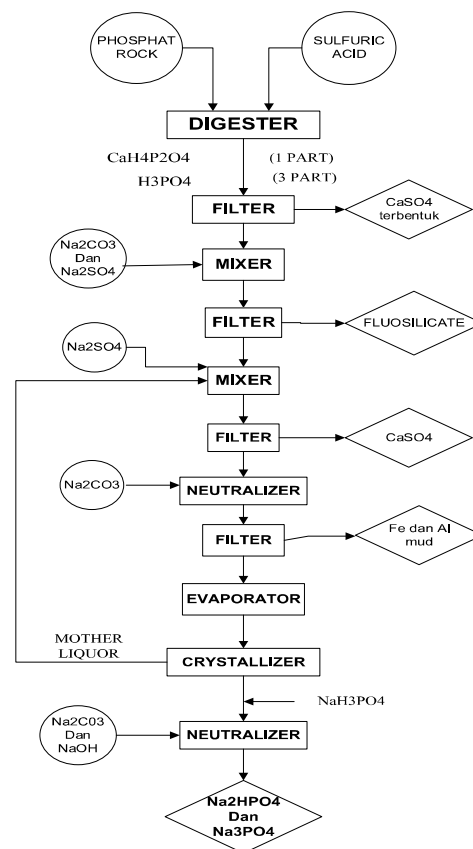 PHOSPHAT
ROCK
SULFURIC
ACID
DIGESTER
CaH4P2O4
(1 PART)
H3PO4
(3 PART)
FILTER
CaSO4
terbentuk
Na2CO3
Dan
Na2SO4
MIXER
FILTER
FLUOSILICATE
Na2SO4
MIXER
FILTER
CaSO4
Na2CO3
NEUTRALIZER
FILTER
Fe dan Al
mud
EVAPORATOR
MOTHER
LIQUOR
CRYSTALLIZER
NaH3PO4
Na2C03
Dan
NaOH
NEUTRALIZER
Na2HPO4
Dan
Na3PO4